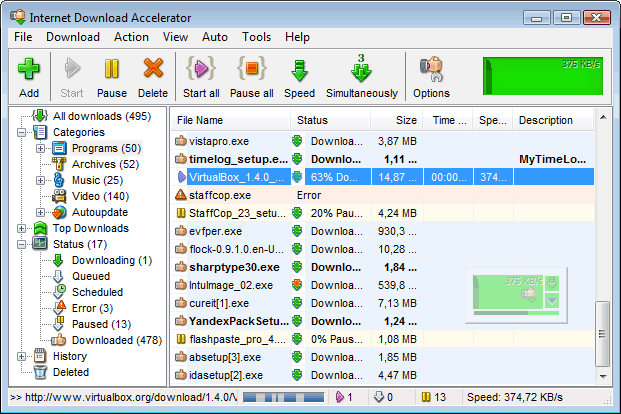 Internet Download Accelerator
File Download Action View Auto Tools Help
Add Start Pause Delete Start all Pause all Speed 3 Simultaneously Options 375 KB/s
All downloads (495)
Categories
Programs (50)
Archives (52)
Music (25)
Video (140)
Autoupdate
Top Downloads
Status (17)
Downloading (1)
Queued
Scheduled
Error (3)
Paused (13)
Downloaded (478)
History
Deleted
File Name Status Size Time ... Spe... Description
vistapro.exe Downloa... 3,87 MB
timelog_setup.e... Downlo... 1,11 ... MyTimeLo...
VirtualBox_1.4.0_... 63% Do... 14,87 ... 00:00... 374...
staffcop.exe Error
StaffCop_23_setu... 20% Pau... 4,24 MB
evfper.exe Downloa... 930,3 ...
flock-0.9.1.0.en-U... Downloa... 10,28 ...
sharptype30.exe Downlo... 1,84 ...
IntuImage_02.exe Downloa... 539,8 ...
cureit[1].exe Downloa... 7,13 MB
YandexPackSetu... Downlo... 1,24 ...
flashpaste_pro_4.... 0% Paus... 1,08 MB
absetup[3].exe Downloa... 1,85 MB
idasetup[2].exe Downloa... 4,47 MB
375 KB/s
>> http://www.virtualbox.org/download/1.4.0/V 1 0 13 Speed: 374,72 KB/s